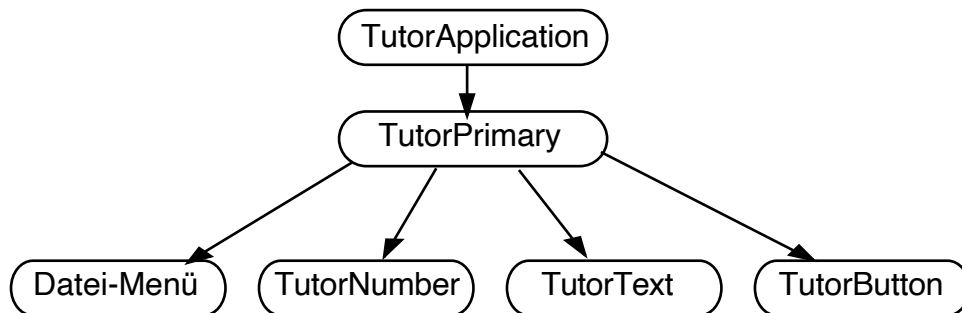 TutorApplication
TutorPrimary
Datei-Menü TutorNumber TutorText TutorButton